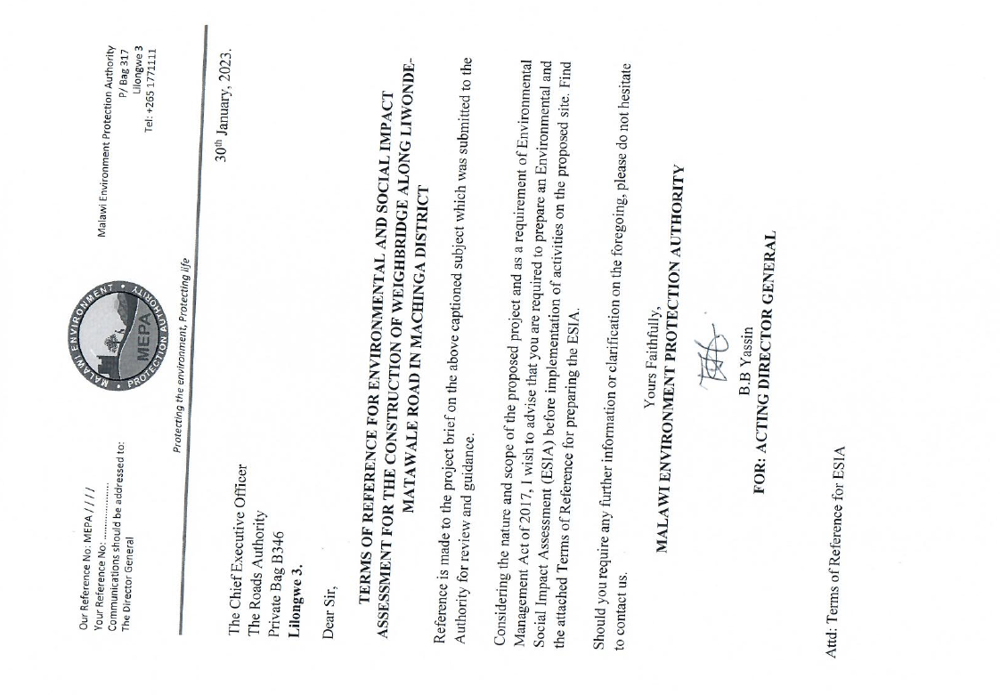 Our Reference No: MEPA / / / /
Your Reference No: .....................
Communications should be addressed to:
The Director General
MALAWI ENVIRONMENT
PROTECTION AUTHORITY
MEPA
Malawi Environment Protection Authority
P/ Bag 317
Lilongwe 3
Tel: +265 1771111
Protecting the environment, Protecting life
30th January, 2023.
The Chief Executive Officer
The Roads Authority
Private Bag B346
Lilongwe 3.
Dear Sir,
TERMS OF REFERENCE FOR ENVIRONMENTAL AND SOCIAL IMPACT
ASSESSMENT FOR THE CONSTRUCTION OF WEIGHBRIDGE ALONG LIWONDE-
MATAWALE ROAD IN MACHINGA DISTRICT
Reference is made to the project brief on the above captioned subject which was submitted to the
Authority for review and guidance.
Considering the nature and scope of the proposed project and as a requirement of Environmental
Management Act of 2017, I wish to advise that you are required to prepare an Environmental and
Social Impact Assessment (ESIA) before implementation of activities on the proposed site. Find
the attached Terms of Reference for preparing the ESIA.
Should you require any further information or clarification on the foregoing, please do not hesitate
to contact us.
Yours Faithfully,
MALAWI ENVIRONMENT PROTECTION AUTHORITY
B.B Yassin
FOR: ACTING DIRECTOR GENERAL
Attd: Terms of Reference for ESIA